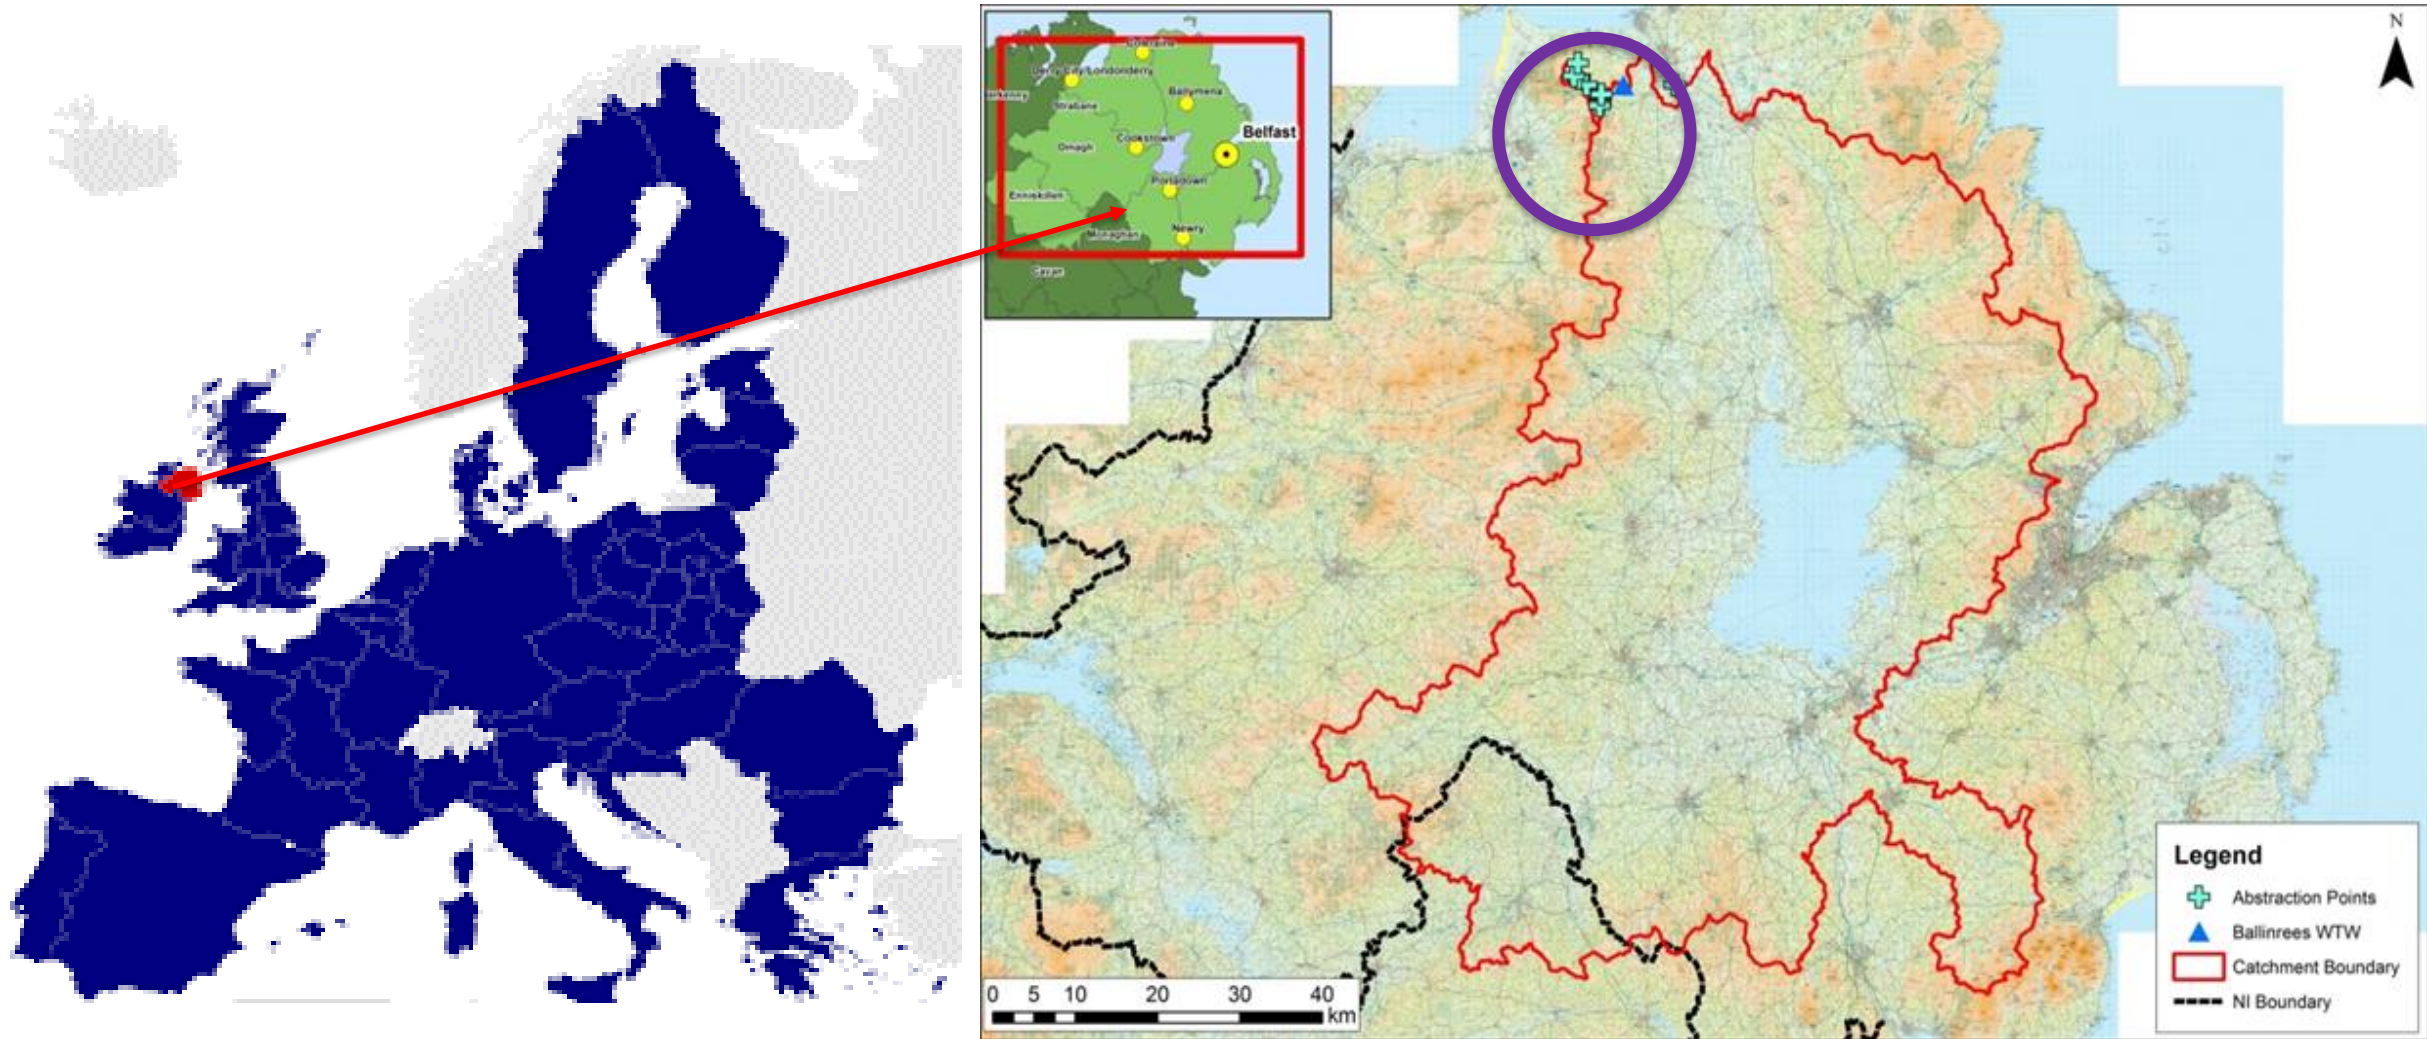 Coleraine
Derry City/Londonderry
Strabane
Ballymena
Belfast
Cookstown
Omagh
Portadown
Enniskillen
Monaghan
Newry
Cavan
N
0 5 10 20 30 40
km
Legend
Abstraction Points
Ballinrees WTW
Catchment Boundary
NI Boundary